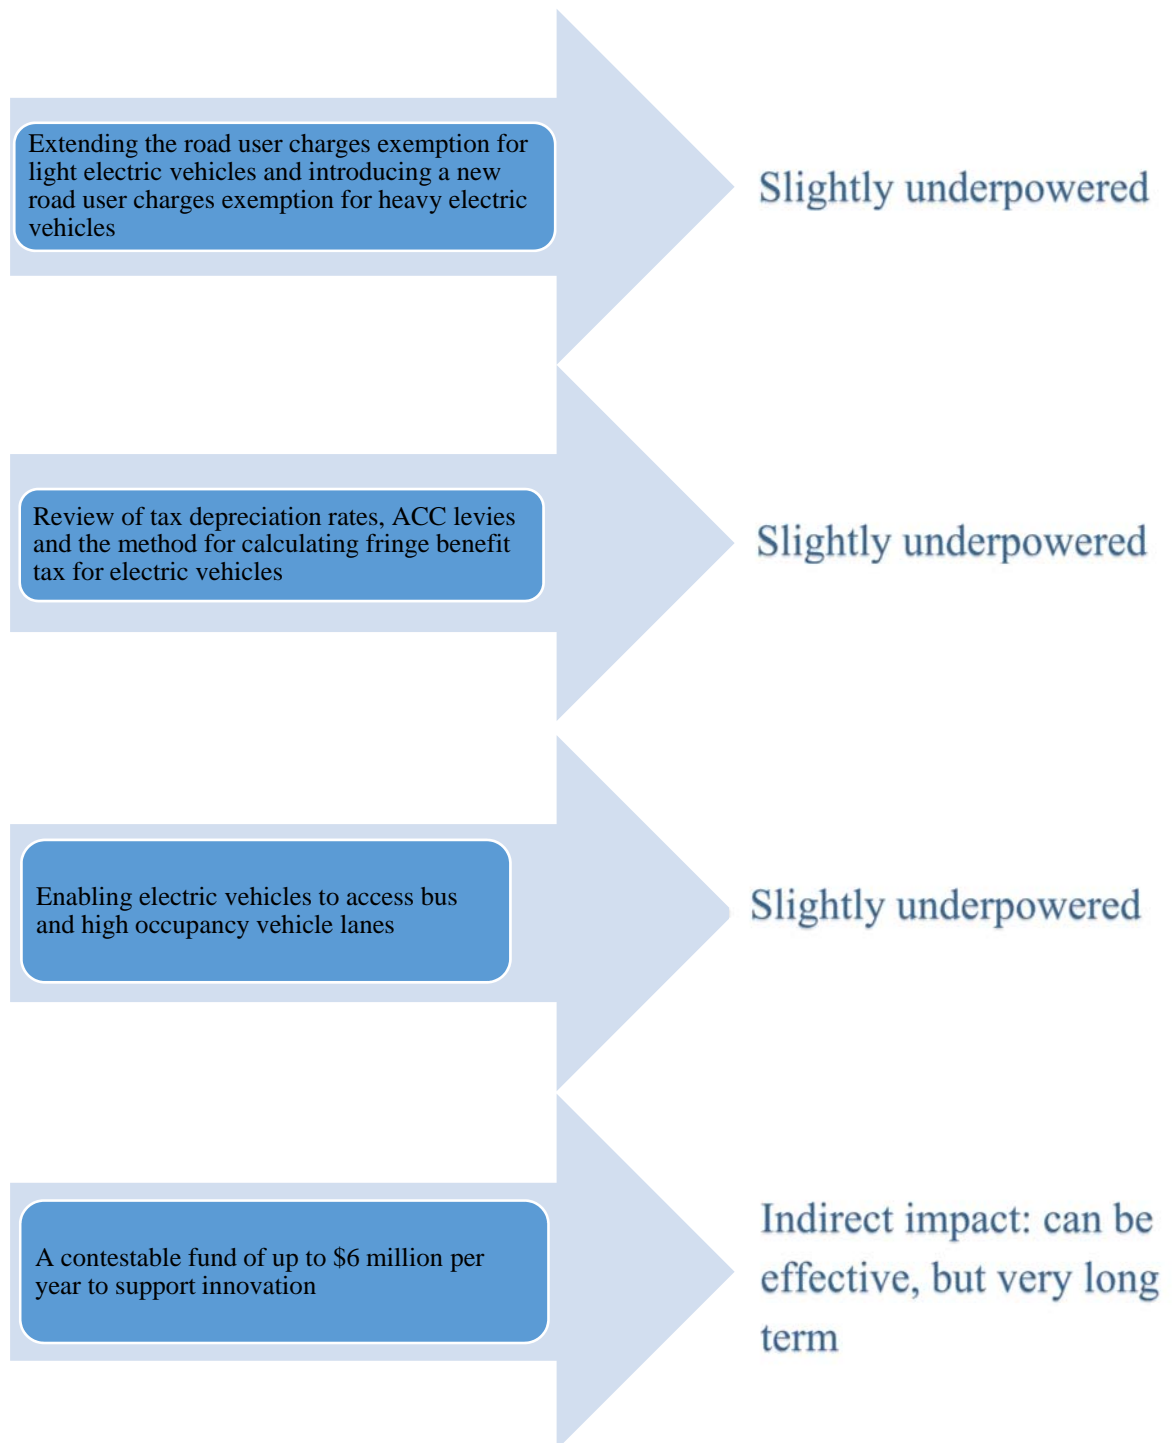 Extending the road user charges exemption for
light electric vehicles and introducing a new
road user charges exemption for heavy electric
vehicles
Slightly underpowered
Review of tax depreciation rates, ACC levies
and the method for calculating fringe benefit
tax for electric vehicles
Slightly underpowered
Enabling electric vehicles to access bus
and high occupancy vehicle lanes
Slightly underpowered
A contestable fund of up to $6 million per
year to support innovation
Indirect impact: can be
effective, but very long
term